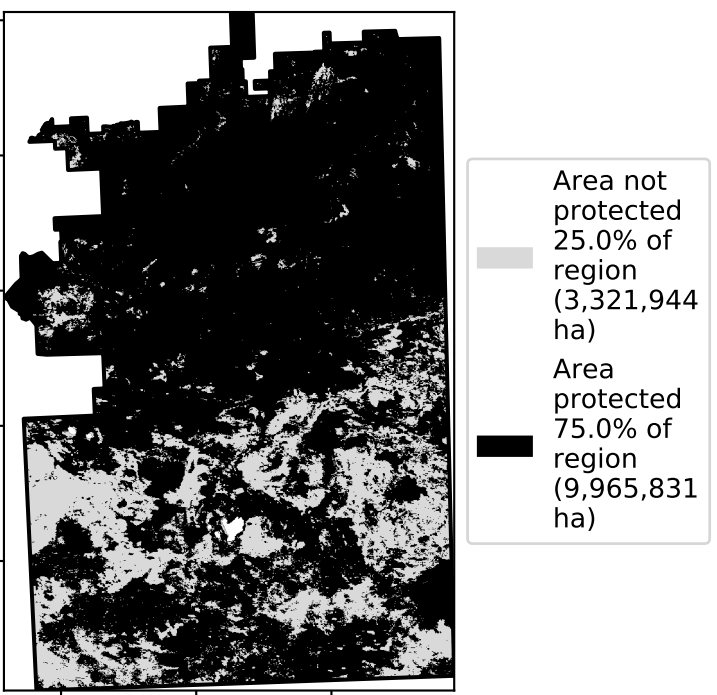 Area not
protected
25.0% of
region
(3,321,944
ha)
Area
protected
75.0% of
region
(9,965,831
ha)